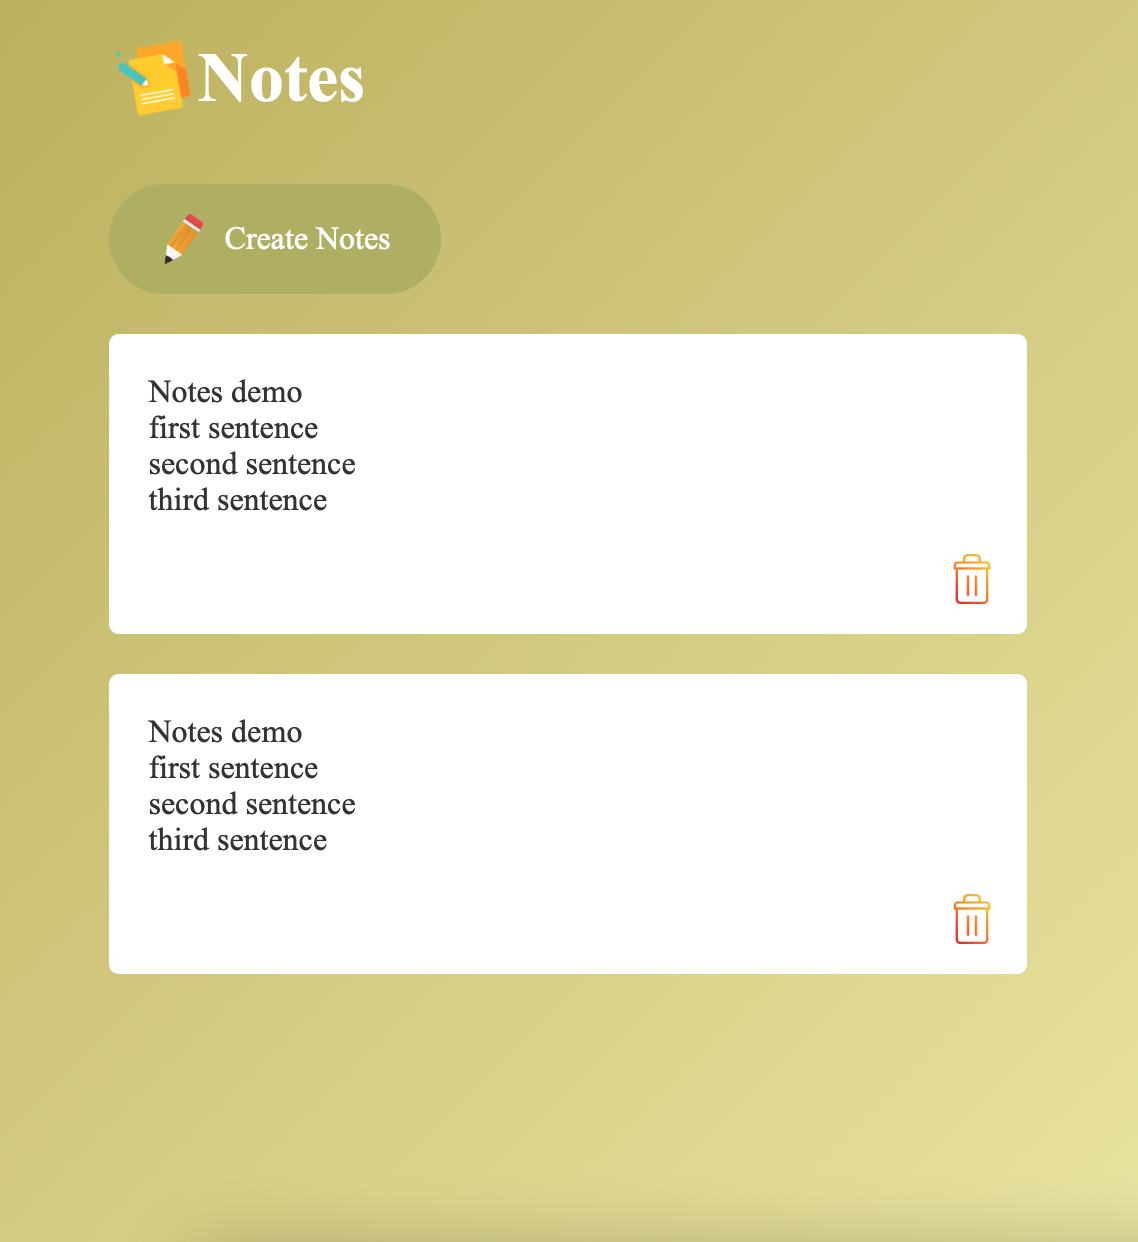 Notes
Create Notes
Notes demo
first sentence
second sentence
third sentence
Notes demo
first sentence
second sentence
third sentence